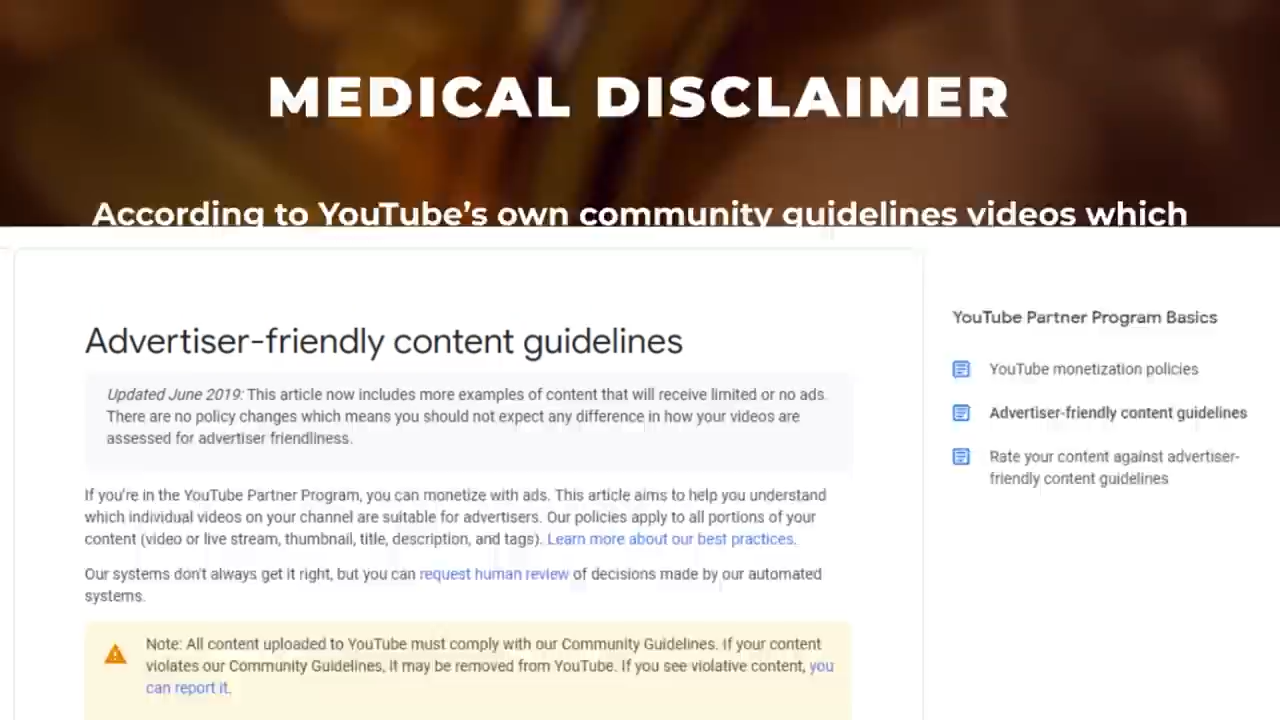 MEDICAL DISCLAIMER
According to YouTube's own community guidelines videos which
Advertiser-friendly content guidelines
Updated June 2019: This article now includes more examples of content that will receive limited or no ads.
There are no policy changes which means you should not expect any difference in how your videos are
assessed for advertiser friendliness.
If you're in the YouTube Partner Program, you can monetize with ads. This article aims to help you understand
which individual videos on your channel are suitable for advertisers. Our policies apply to all portions of your
content (video or live stream, thumbnail, title, description, and tags). Learn more about our best practices.
Our systems don't always get it right, but you can request human review of decisions made by our automated
systems.
Note: All content uploaded to YouTube must comply with our Community Guidelines. If your content
violates our Community Guidelines, it may be removed from YouTube. If you see violative content, you
can report it.
YouTube Partner Program Basics
YouTube monetization policies
Advertiser-friendly content guidelines
Rate your content against advertiser-
friendly content guidelines